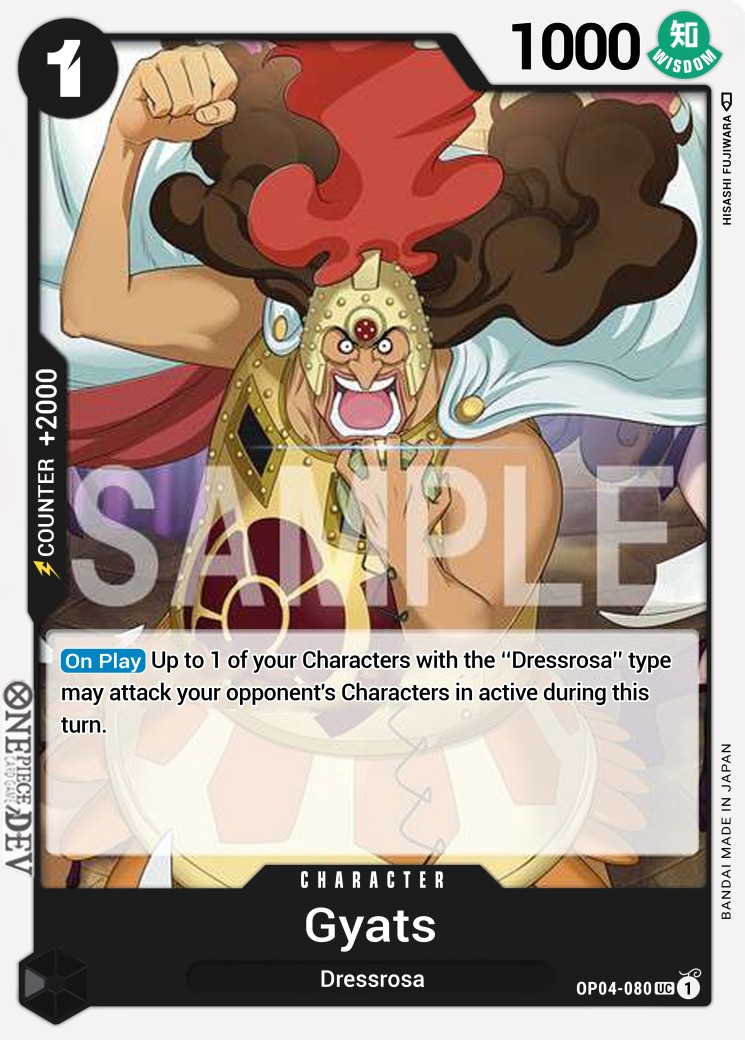 1
1000
知
WISDOM
HISASHI FUJIWARA
COUNTER +2000
SAMPLE
On Play Up to 1 of your Characters with the “Dressrosa” type
may attack your opponent's Characters in active during this
turn.
ONE PIECE
CARD GAME
DEV
BANDAI MADE IN JAPAN
CHARACTER
Gyats
Dressrosa
OP04-080 UC 1